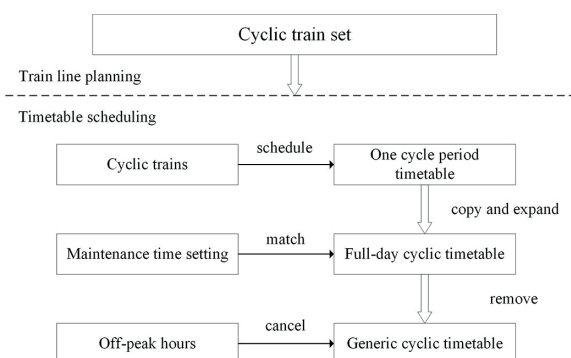 Cyclic train set
Train line planning
Timetable scheduling
Cyclic trains
schedule
One cycle period
timetable
copy and expand
Maintenance time setting
match
Full-day cyclic timetable
remove
Off-peak hours
cancel
Generic cyclic timetable